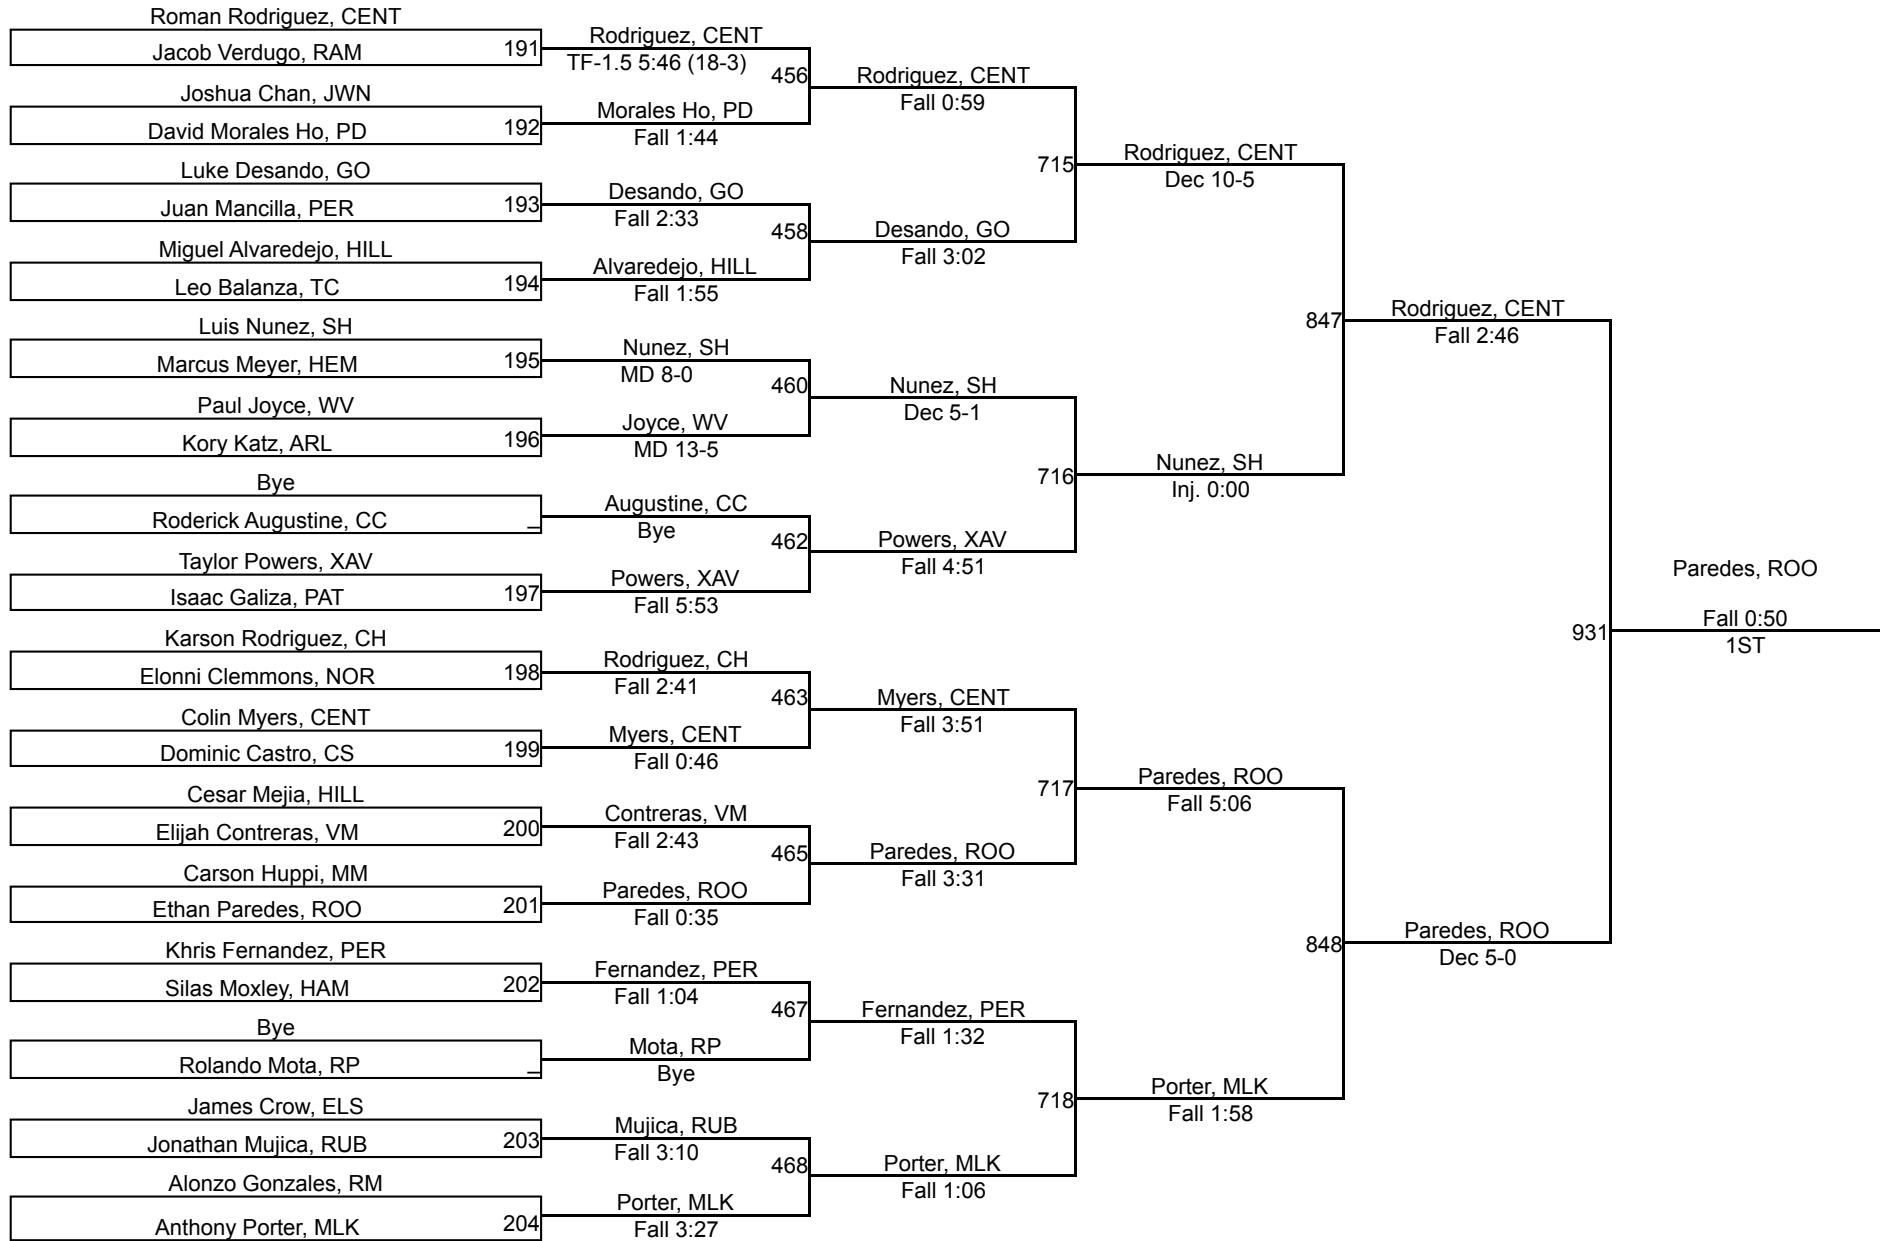 Roman Rodriguez, CENT
Jacob Verdugo, RAM
191
Joshua Chan, JWN
David Morales Ho, PD
192
Luke Desando, GO
Juan Mancilla, PER
193
Miguel Alvaredejo, HILL
Leo Balanza, TC
194
Luis Nunez, SH
Marcus Meyer, HEM
195
Paul Joyce, WV
Kory Katz, ARL
196
Bye
Roderick Augustine, CC
_
Taylor Powers, XAV
Isaac Galiza, PAT
197
Karson Rodriguez, CH
Elonni Clemmons, NOR
198
Colin Myers, CENT
Dominic Castro, CS
199
Cesar Mejia, HILL
Elijah Contreras, VM
200
Carson Huppi, MM
Ethan Paredes, ROO
201
Khris Fernandez, PER
Silas Moxley, HAM
202
Bye
Rolando Mota, RP
_
James Crow, ELS
Jonathan Mujica, RUB
203
Alonzo Gonzales, RM
Anthony Porter, MLK
204
Rodriguez, CENT
TF-1.5 5:46 (18-3)
456
Morales Ho, PD
Fall 1:44
Desando, GO
Fall 2:33
458
Alvaredejo, HILL
Fall 1:55
Nunez, SH
MD 8-0
460
Joyce, WV
MD 13-5
Augustine, CC
Bye
462
Powers, XAV
Fall 5:53
Rodriguez, CH
Fall 2:41
463
Myers, CENT
Fall 0:46
Contreras, VM
Fall 2:43
465
Paredes, ROO
Fall 0:35
Fernandez, PER
Fall 1:04
467
Mota, RP
Bye
Mujica, RUB
Fall 3:10
468
Porter, MLK
Fall 3:27
Rodriguez, CENT
Fall 0:59
715
Desando, GO
Fall 3:02
Nunez, SH
Dec 5-1
716
Powers, XAV
Fall 4:51
Myers, CENT
Fall 3:51
717
Paredes, ROO
Fall 3:31
Fernandez, PER
Fall 1:32
718
Porter, MLK
Fall 1:06
Rodriguez, CENT
Dec 10-5
847
Nunez, SH
Inj. 0:00
Paredes, ROO
Fall 5:06
848
Porter, MLK
Fall 1:58
Rodriguez, CENT
Fall 2:46
931
Paredes, ROO
Dec 5-0
Paredes, ROO
Fall 0:50
1ST